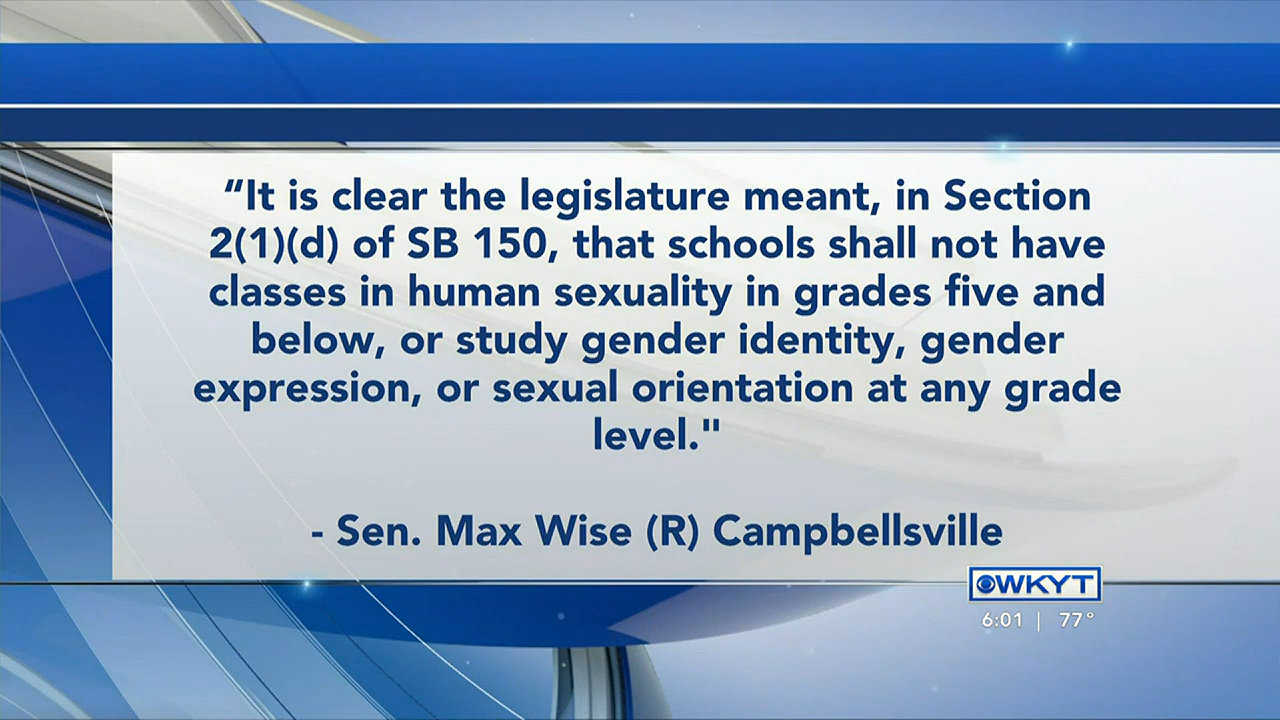 “It is clear the legislature meant, in Section
2(1)(d) of SB 150, that schools shall not have
classes in human sexuality in grades five and
below, or study gender identity, gender
expression, or sexual orientation at any grade
level."
- Sen. Max Wise (R) Campbellsville
WKYT
6:01 | 77°